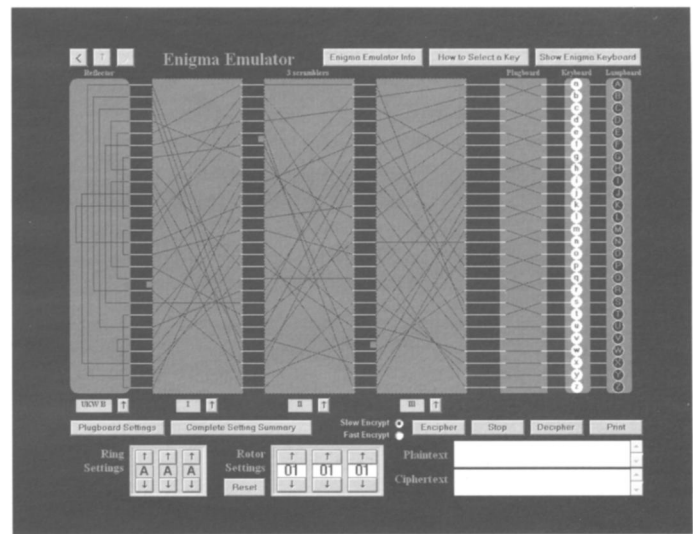 < T
Enigma Emulator
Enigma Emulator Info
How to Select a Key
Show Enigma Keyboard
Reflector
3 scramblers
Plugboard
Keyboard
Lampboard
a
b
c
d
e
f
g
h
i
j
k
l
m
n
o
p
q
r
s
t
u
v
w
x
y
z
A
B
C
D
E
F
G
H
I
J
K
L
M
N
O
P
Q
R
S
T
U
V
W
X
Y
Z
UKW B ↑
I ↑
II ↑
III ↑
Plugboard Settings
Complete Setting Summary
Slow Encrypt
Fast Encrypt
Encipher
Stop
Decipher
Print
Ring Settings
↑ ↑ ↑
A A A
↓ ↓ ↓
Rotor Settings
Reset
↑ ↑ ↑
01 01 01
↓ ↓ ↓
Plaintext
Ciphertext